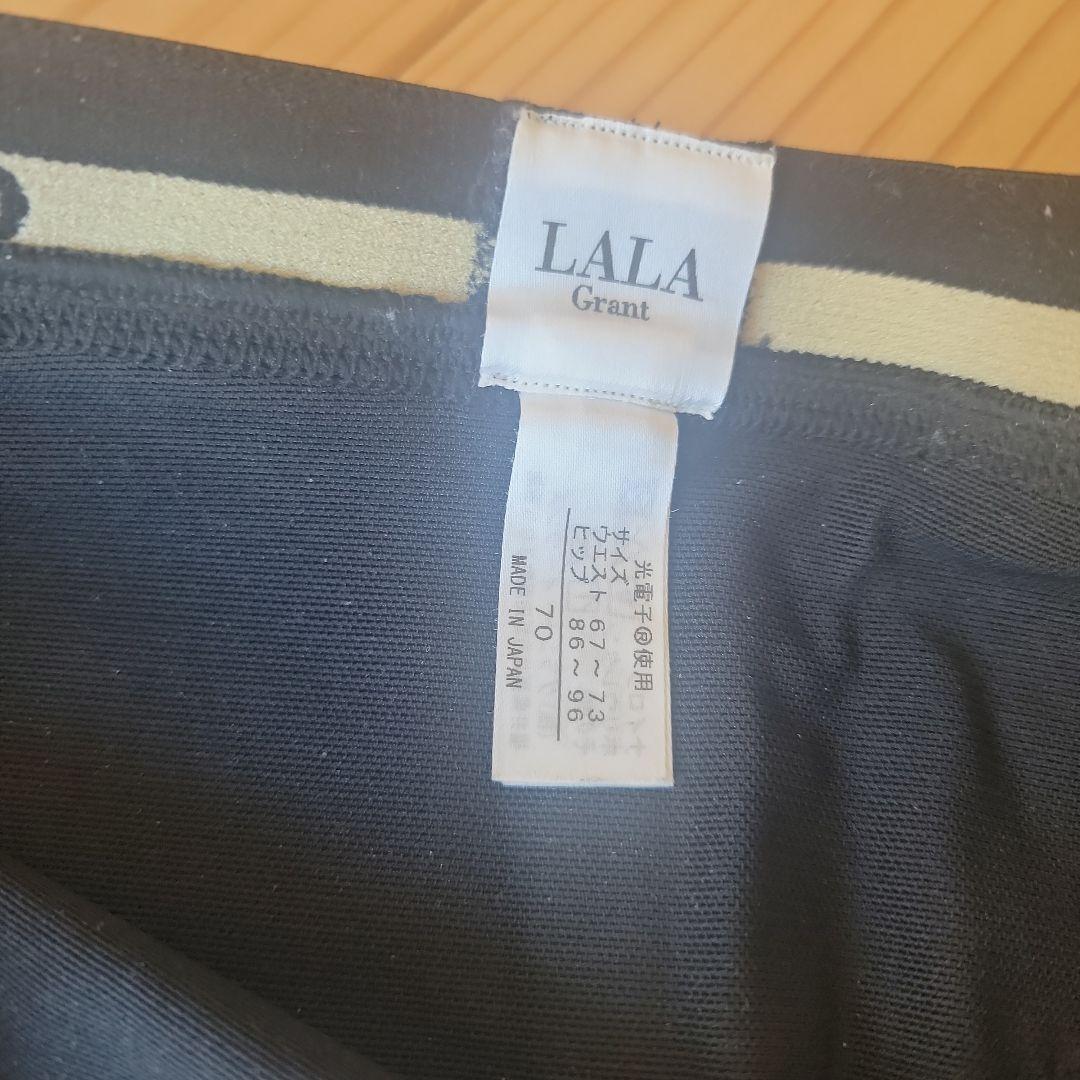 LALA
Grant
光電子®使用
サイズ
ウエスト 67～73
ヒップ 86～96
70
MADE IN JAPAN